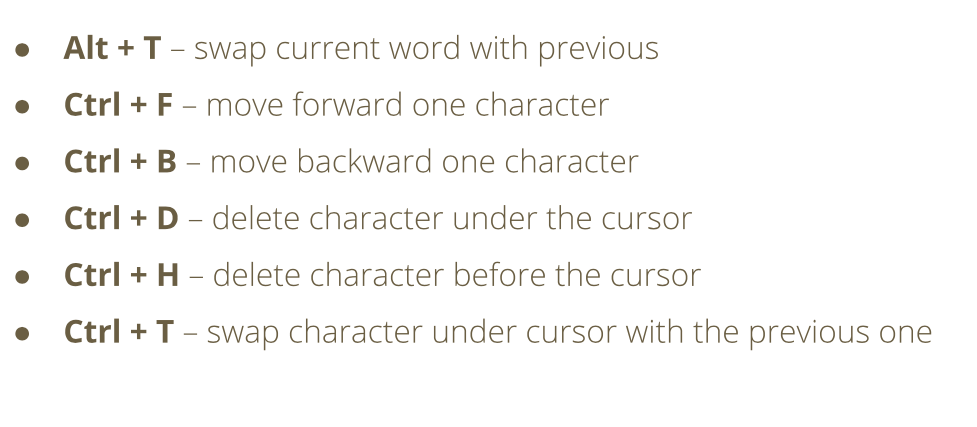 ● Alt + T – swap current word with previous
● Ctrl + F – move forward one character
● Ctrl + B – move backward one character
● Ctrl + D – delete character under the cursor
● Ctrl + H – delete character before the cursor
● Ctrl + T – swap character under cursor with the previous one